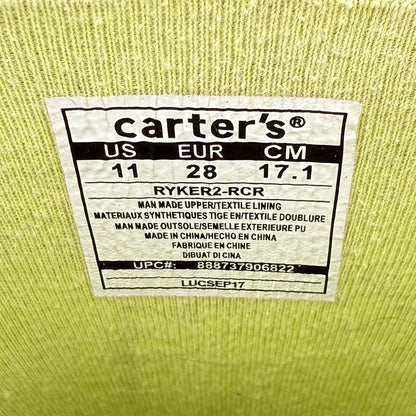 carter's®
US EUR CM
11 28 17.1
RYKER2-RCR
MAN MADE UPPER/TEXTILE LINING
MATERIAUX SYNTHETIQUES TIGE EN/TEXTILE DOUBLURE
MAN MADE OUTSOLE/SEMELLE EXTERIEURE PU
MADE IN CHINA/HECHO EN CHINA
FABRIQUE EN CHINE
DIBUAT DI CINA
UPC#: 888737906822
LUCSEP17